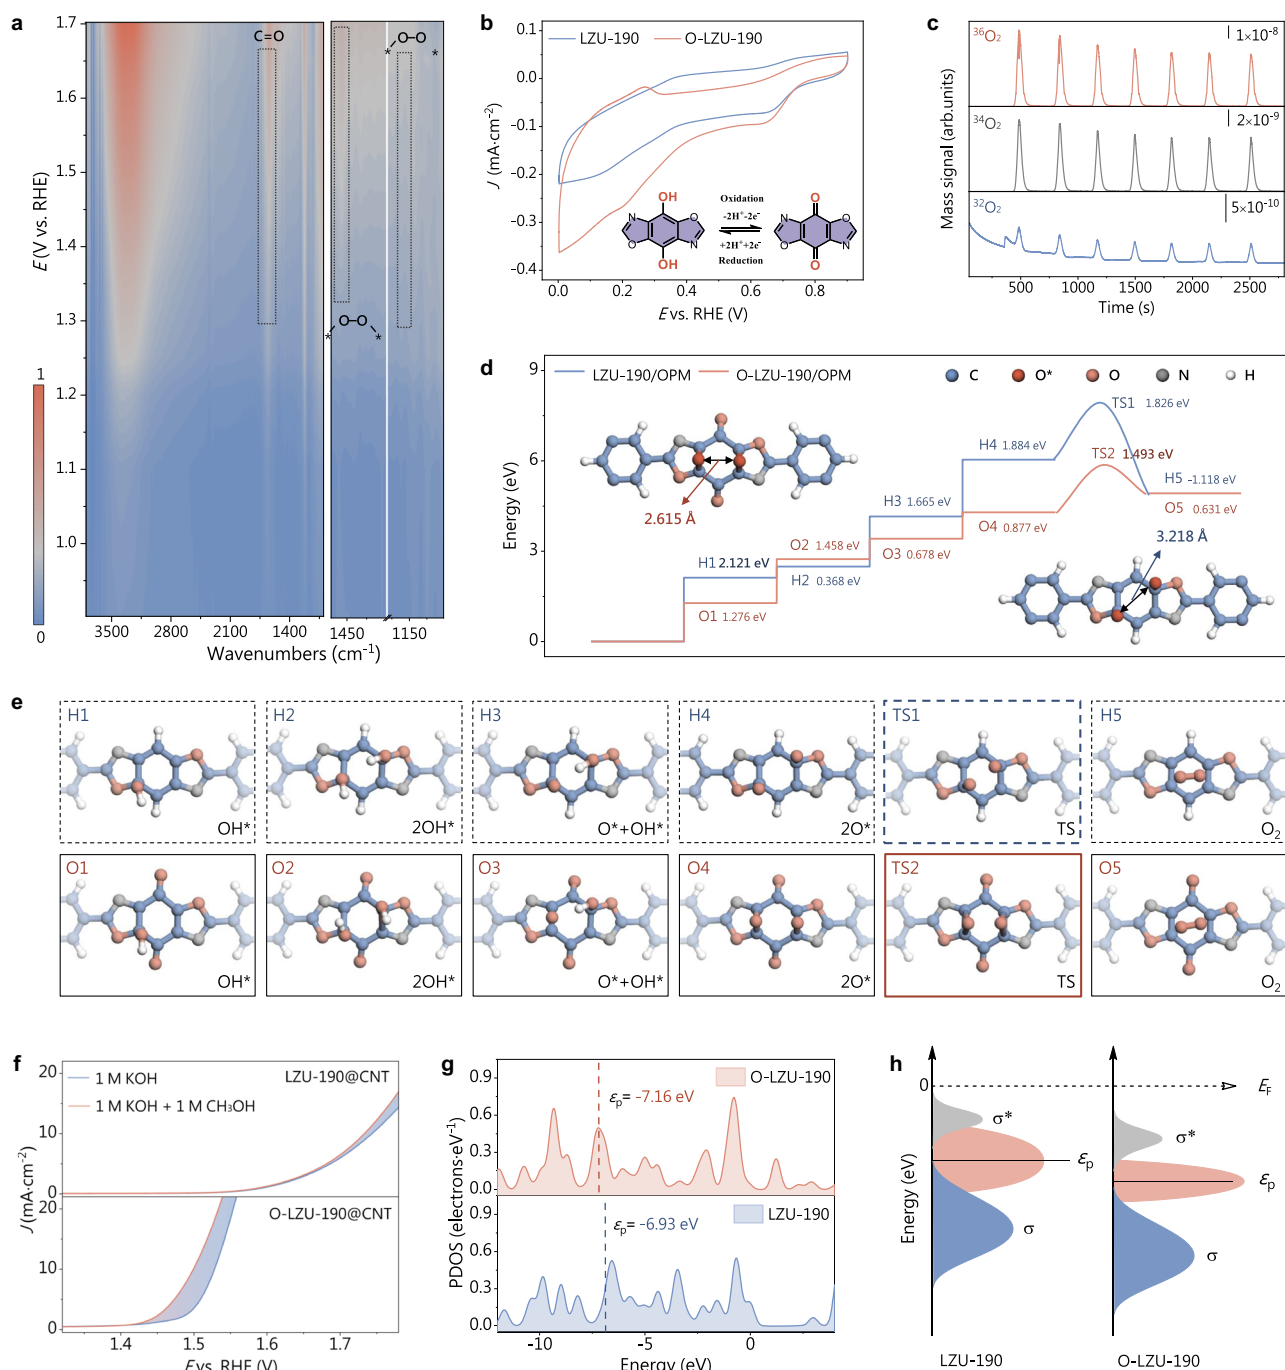 a
1.7
1.6
1.5
1.4
1.3
1.2
1.1
1.0
E (V vs. RHE)
C=O
* O–O *
* O–O *
1
0
3500
2800
2100
1400
1450
1150
Wavenumbers (cm⁻¹)
b
LZU-190
O-LZU-190
0.1
0.0
−0.1
−0.2
−0.3
−0.4
J (mA·cm⁻²)
OH
N
O
O
N
OH
Oxidation
-2H⁺-2e⁻
+2H⁺+2e⁻
Reduction
O
N
O
O
N
O
0.0
0.2
0.4
0.6
0.8
E vs. RHE (V)
c
³⁶O₂
1×10⁻⁸
³⁴O₂
2×10⁻⁹
³²O₂
5×10⁻¹⁰
Mass signal (arb.units)
500
1000
1500
2000
2500
Time (s)
d
LZU-190/OPM
O-LZU-190/OPM
C
O*
O
N
H
9
6
3
0
Energy (eV)
2.615 Å
TS1
1.826 eV
H4
1.884 eV
TS2
1.493 eV
H3
1.665 eV
H5 -1.118 eV
O5
0.631 eV
O4
0.877 eV
O2 1.458 eV
O3
0.678 eV
H1 2.121 eV
H2
0.368 eV
O1
1.276 eV
3.218 Å
e
H1
OH*
H2
2OH*
H3
O*+OH*
H4
2O*
TS1
TS
H5
O₂
O1
OH*
O2
2OH*
O3
O*+OH*
O4
2O*
TS2
TS
O5
O₂
f
1 M KOH
1 M KOH + 1 M CH₃OH
LZU-190@CNT
O-LZU-190@CNT
20
10
0
20
10
0
J (mA·cm⁻²)
1.4
1.5
1.6
1.7
E vs. RHE (V)
g
O-LZU-190
εₚ= -7.16 eV
LZU-190
εₚ= -6.93 eV
0.9
0.6
0.3
0.0
0.9
0.6
0.3
0.0
PDOS (electrons·eV⁻¹)
-10
-5
0
Energy (eV)
h
0
E_F
σ*
εₚ
σ
σ*
εₚ
σ
Energy (eV)
LZU-190
O-LZU-190